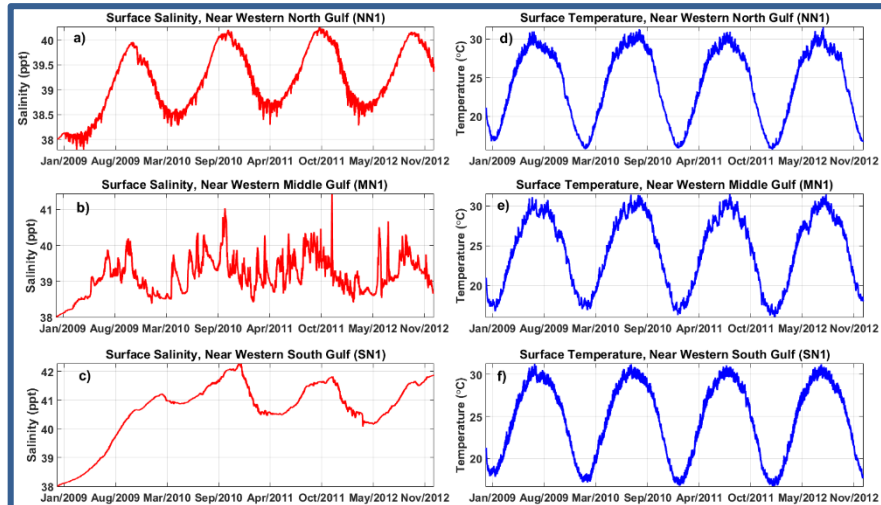 Surface Salinity, Near Western North Gulf (NN1)
a)
Salinity (ppt)
40
39.5
39
38.5
38
Jan/2009 Aug/2009 Mar/2010 Sep/2010 Apr/2011 Oct/2011 May/2012 Nov/2012
Surface Temperature, Near Western North Gulf (NN1)
d)
Temperature (°C)
30
25
20
Jan/2009 Aug/2009 Mar/2010 Sep/2010 Apr/2011 Oct/2011 May/2012 Nov/2012
Surface Salinity, Near Western Middle Gulf (MN1)
b)
Salinity (ppt)
41
40
39
38
Jan/2009 Aug/2009 Mar/2010 Sep/2010 Apr/2011 Oct/2011 May/2012 Nov/2012
Surface Temperature, Near Western Middle Gulf (MN1)
e)
Temperature (°C)
30
25
20
Jan/2009 Aug/2009 Mar/2010 Sep/2010 Apr/2011 Oct/2011 May/2012 Nov/2012
Surface Salinity, Near Western South Gulf (SN1)
c)
Salinity (ppt)
42
41
40
39
38
Jan/2009 Aug/2009 Mar/2010 Sep/2010 Apr/2011 Oct/2011 May/2012 Nov/2012
Surface Temperature, Near Western South Gulf (SN1)
f)
Temperature (°C)
30
25
20
Jan/2009 Aug/2009 Mar/2010 Sep/2010 Apr/2011 Oct/2011 May/2012 Nov/2012